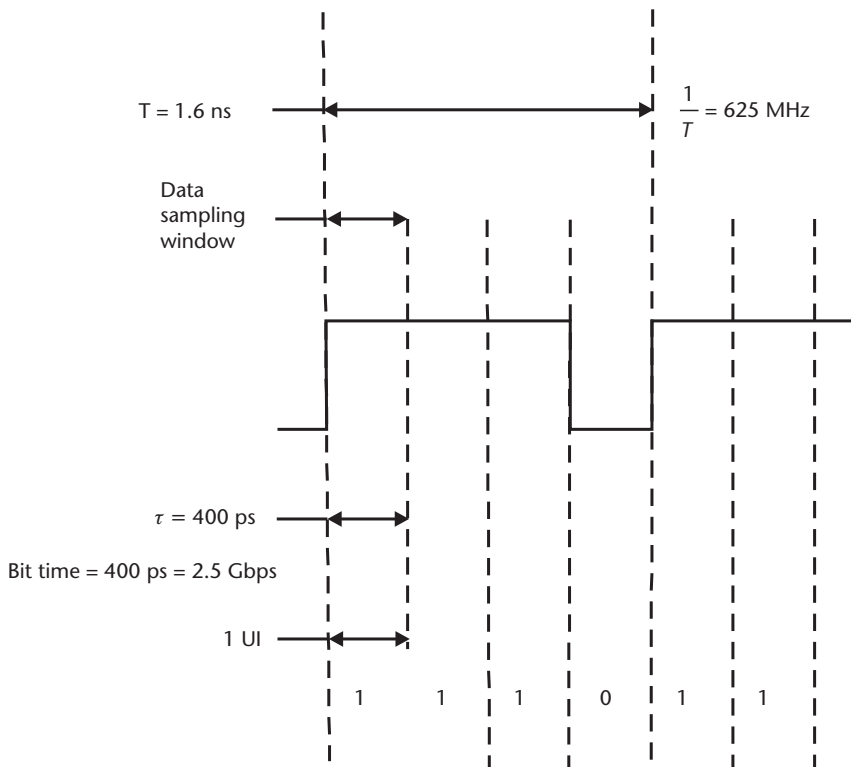 T = 1.6 ns
1
T
= 625 MHz
Data
sampling
window
τ = 400 ps
Bit time = 400 ps = 2.5 Gbps
1 UI
1 1 1 0 1 1